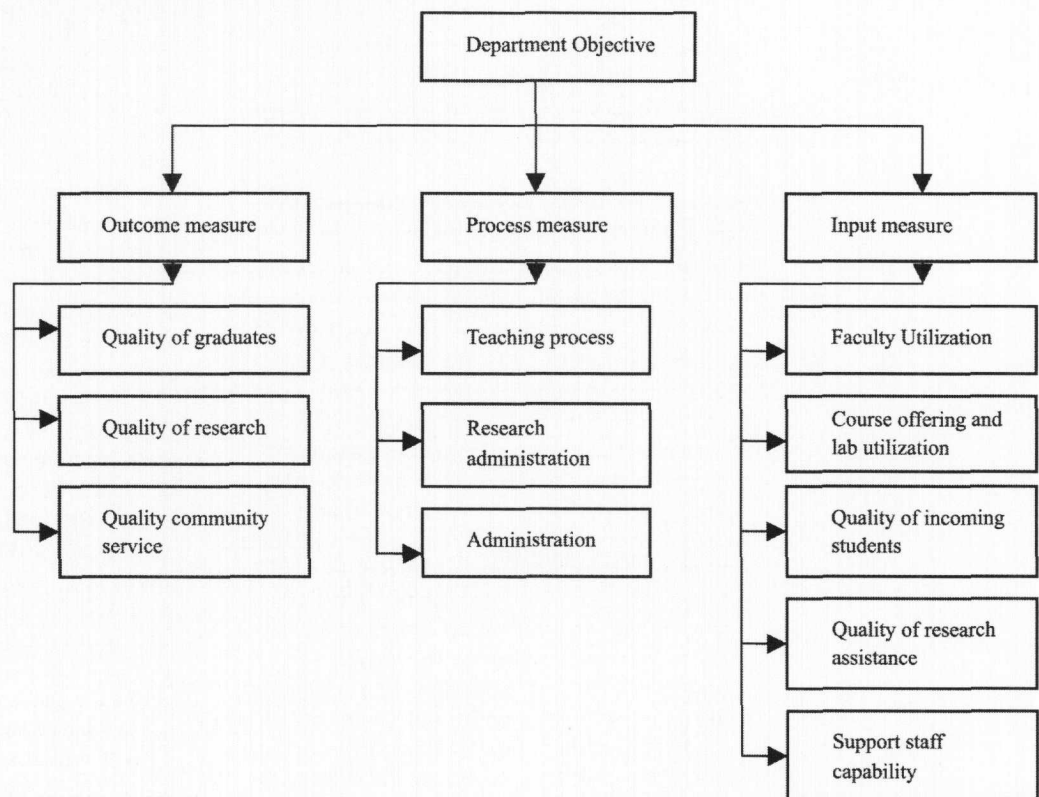 Department Objective
Outcome measure
Quality of graduates
Quality of research
Quality community
service
Process measure
Teaching process
Research
administration
Administration
Input measure
Faculty Utilization
Course offering and
lab utilization
Quality of incoming
students
Quality of research
assistance
Support staff
capability